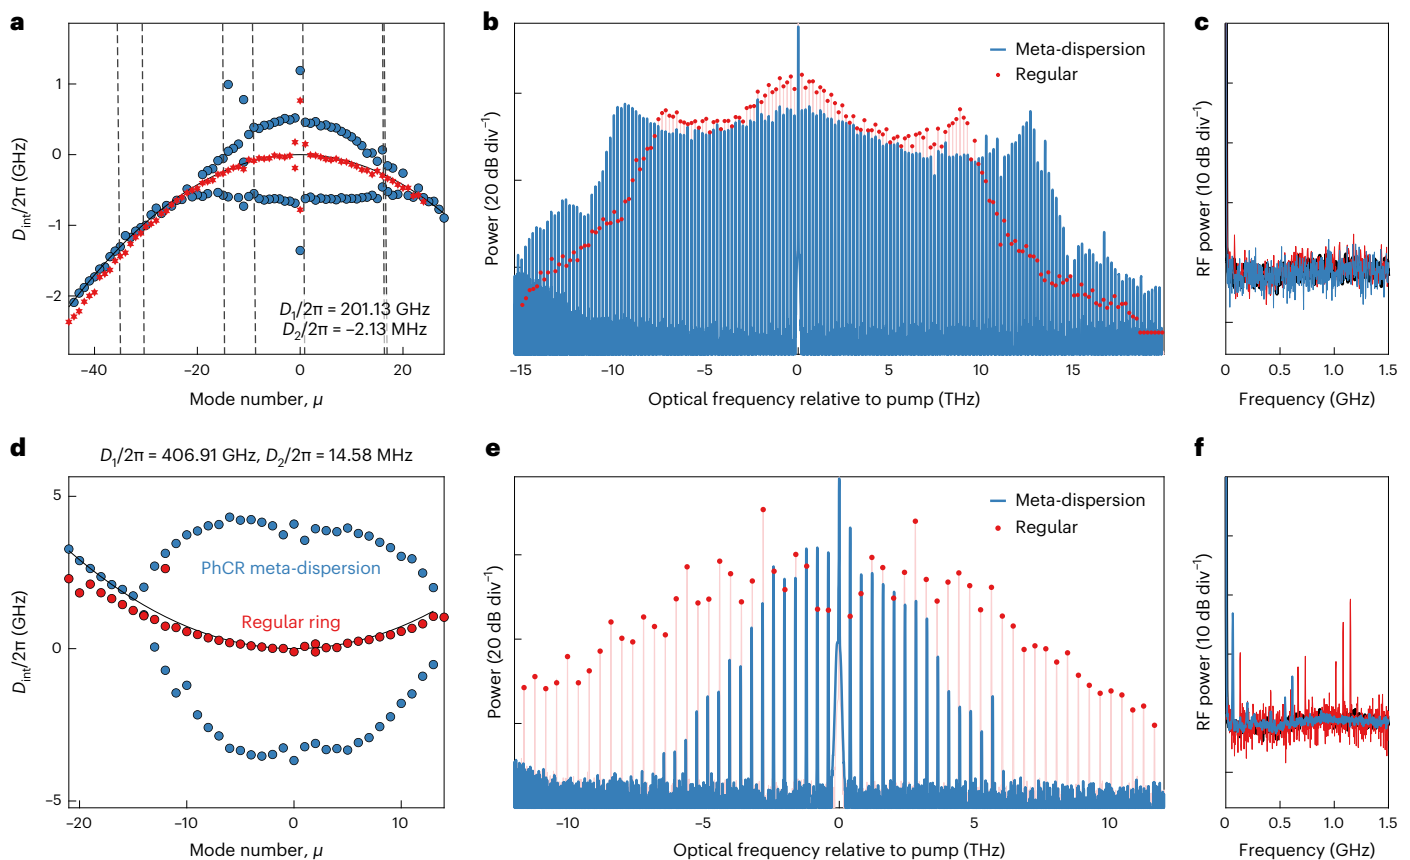 a
D_int/2π (GHz)
1
0
−1
−2
D_1/2π = 201.13 GHz
D_2/2π = −2.13 MHz
−40
−20
0
20
Mode number, μ
b
Power (20 dB div⁻¹)
Meta-dispersion
Regular
−15
−10
−5
0
5
10
15
Optical frequency relative to pump (THz)
c
RF power (10 dB div⁻¹)
0
0.5
1.0
1.5
Frequency (GHz)
d
D_1/2π = 406.91 GHz, D_2/2π = 14.58 MHz
D_int/2π (GHz)
5
0
−5
PhCR meta-dispersion
Regular ring
−20
−10
0
10
Mode number, μ
e
Power (20 dB div⁻¹)
Meta-dispersion
Regular
−10
−5
0
5
10
Optical frequency relative to pump (THz)
f
RF power (10 dB div⁻¹)
0
0.5
1.0
1.5
Frequency (GHz)